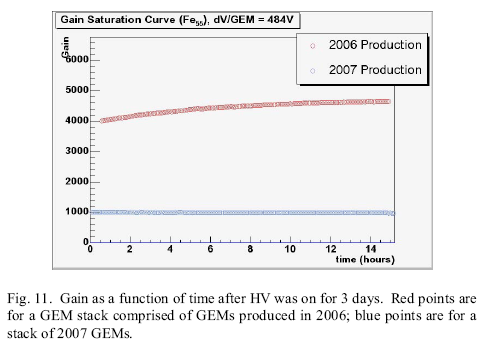 Gain Saturation Curve (Fe55), dV/GEM = 484V
Gain
2006 Production
2007 Production
6000
5000
4000
3000
2000
1000
0
0 2 4 6 8 10 12 14
time (hours)
Fig. 11. Gain as a function of time after HV was on for 3 days. Red points are
for a GEM stack comprised of GEMs produced in 2006; blue points are for a
stack of 2007 GEMs.